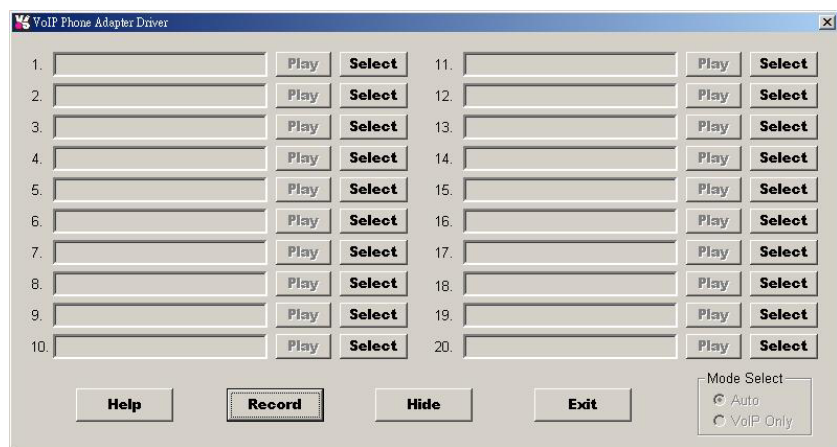 VoIP Phone Adapter Driver
1. Play Select 11. Play Select
2. Play Select 12. Play Select
3. Play Select 13. Play Select
4. Play Select 14. Play Select
5. Play Select 15. Play Select
6. Play Select 16. Play Select
7. Play Select 17. Play Select
8. Play Select 18. Play Select
9. Play Select 19. Play Select
10. Play Select 20. Play Select
Mode Select
Help Record Hide Exit Auto
VoIP Only